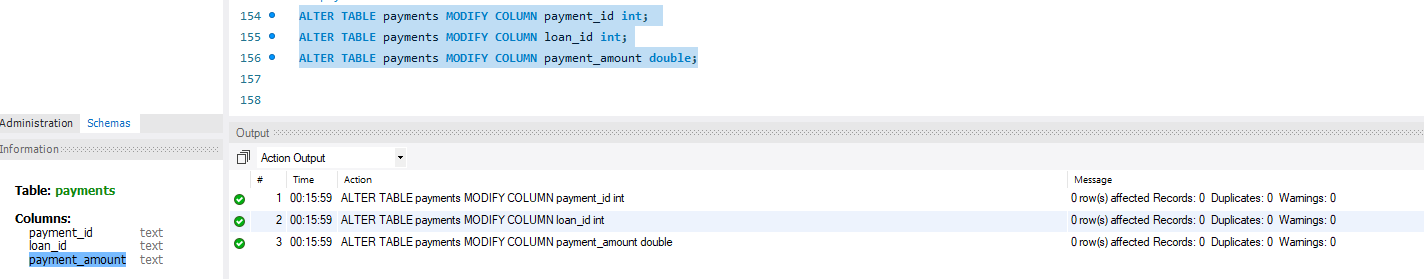 154 ALTER TABLE payments MODIFY COLUMN payment_id int;
155 ALTER TABLE payments MODIFY COLUMN loan_id int;
156 ALTER TABLE payments MODIFY COLUMN payment_amount double;
157
158
Administration Schemas
Information
Table: payments
Columns:
payment_id text
loan_id text
payment_amount text
Output
Action Output
# Time Action Message
1 00:15:59 ALTER TABLE payments MODIFY COLUMN payment_id int 0 row(s) affected Records: 0 Duplicates: 0 Warnings: 0
2 00:15:59 ALTER TABLE payments MODIFY COLUMN loan_id int 0 row(s) affected Records: 0 Duplicates: 0 Warnings: 0
3 00:15:59 ALTER TABLE payments MODIFY COLUMN payment_amount double 0 row(s) affected Records: 0 Duplicates: 0 Warnings: 0